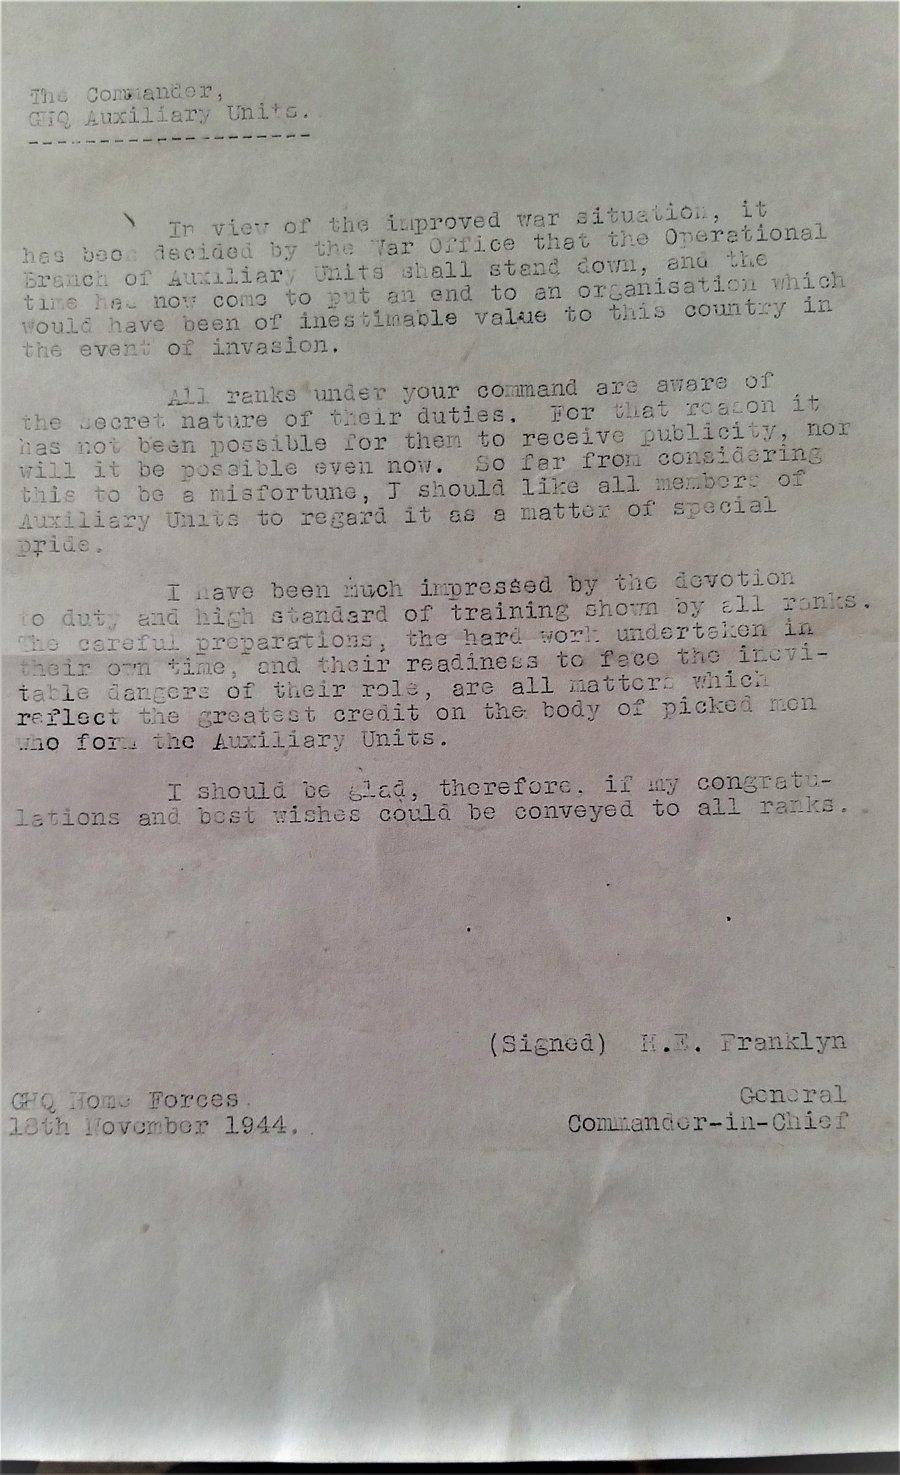 The Commander,
GHQ Auxiliary Units.
--------------------
In view of the improved war situation, it
has been decided by the War Office that the Operational
Branch of Auxiliary Units shall stand down, and the
time has now come to put an end to an organisation which
would have been of inestimable value to this country in
the event of invasion.
All ranks under your command are aware of
the secret nature of their duties. For that reason it
has not been possible for them to receive publicity, nor
will it be possible even now. So far from considering
this to be a misfortune, I should like all members of
Auxiliary Units to regard it as a matter of special
pride.
I have been much impressed by the devotion
to duty and high standard of training shown by all ranks.
The careful preparations, the hard work undertaken in
their own time, and their readiness to face the inevi-
table dangers of their role, are all matters which
reflect the greatest credit on the body of picked men
who form the Auxiliary Units.
I should be glad, therefore, if my congratu-
lations and best wishes could be conveyed to all ranks.
(Signed) H.E. Franklyn
General
Commander-in-Chief
GHQ Home Forces.
18th November 1944.